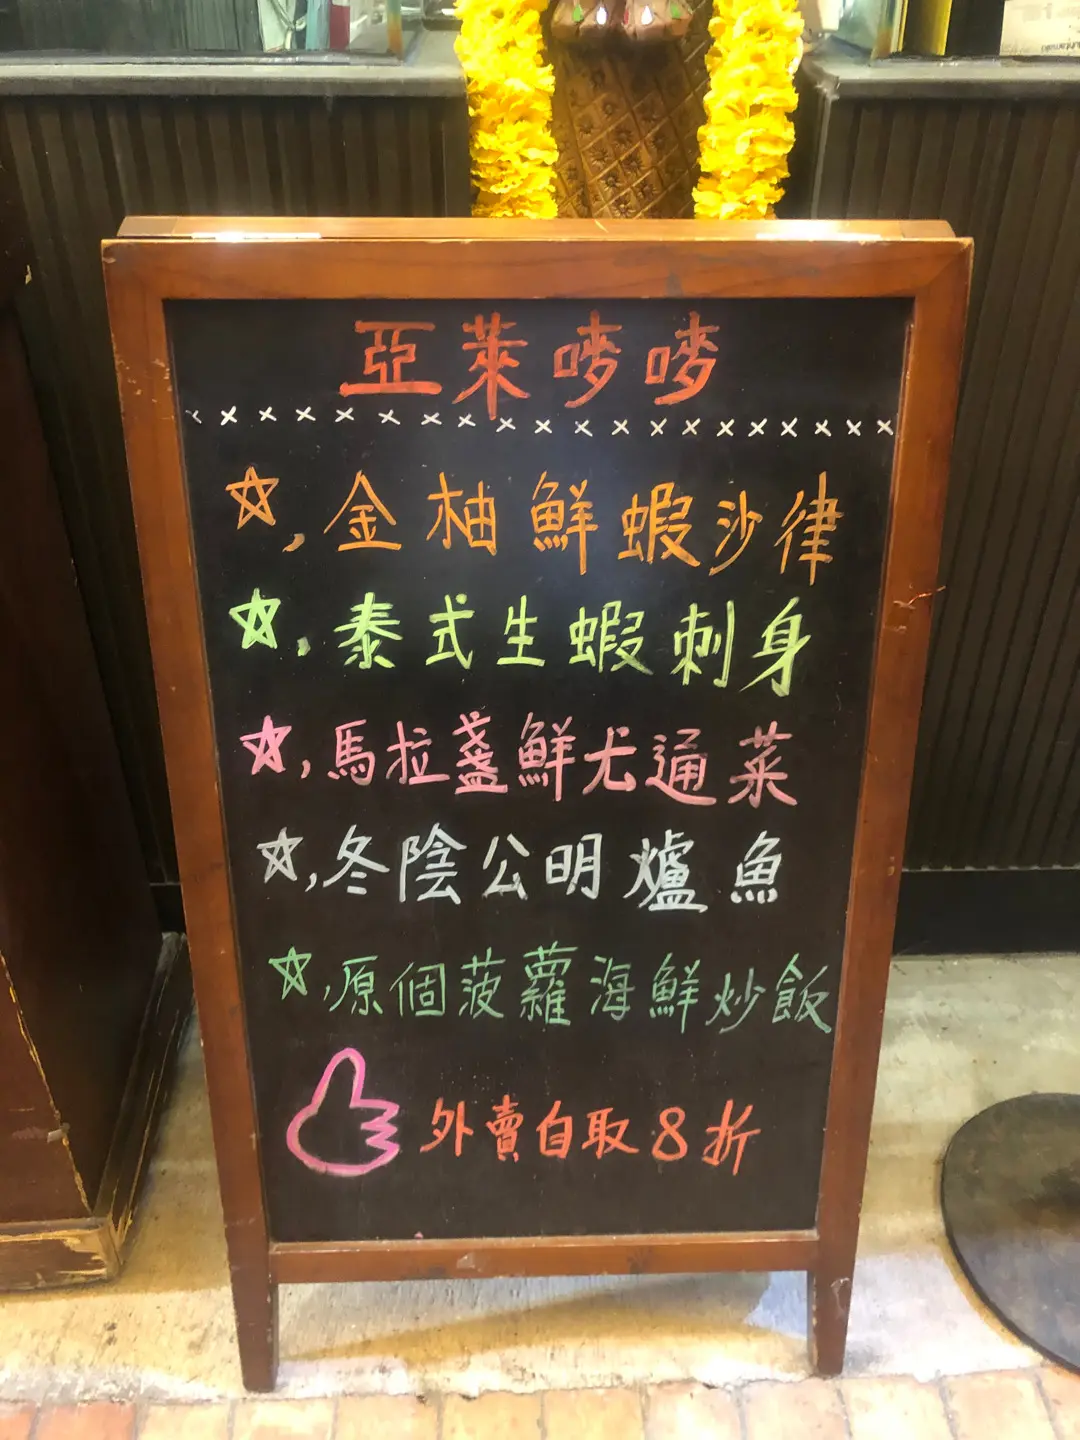 亞萊嘜嘜
金柚鮮蝦沙律
泰式生蝦刺身
馬拉盞鮮尤通菜
冬陰公明爐魚
原個菠蘿海鮮炒飯
外賣自取8折